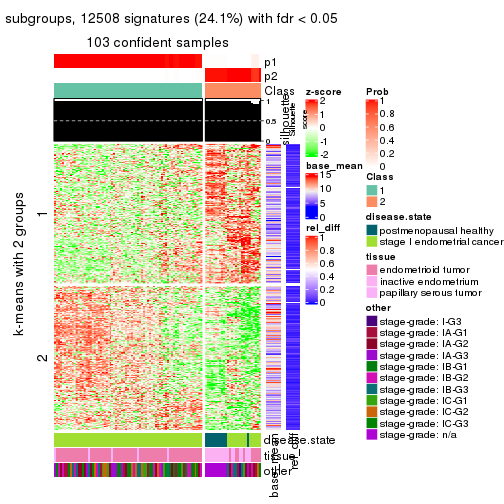 subgroups, 12508 signatures (24.1%) with fdr < 0.05
103 confident samples
p1
p2
Class
1
0.5
0
silhouette
score
Silhouette
k-means with 2 groups
1
2
disease.state
tissue
other
base_mean
rel_diff
z-score
2
1
0
-1
-2
base_mean
15
10
5
0
rel_diff
1
0.8
0.6
0.4
0.2
0
Prob
1
0.8
0.6
0.4
0.2
0
Class
1
2
disease.state
postmenopausal healthy
stage I endometrial cancer
tissue
endometrioid tumor
inactive endometrium
papillary serous tumor
other
stage-grade: I-G3
stage-grade: IA-G1
stage-grade: IA-G2
stage-grade: IA-G3
stage-grade: IB-G1
stage-grade: IB-G2
stage-grade: IB-G3
stage-grade: IC-G1
stage-grade: IC-G2
stage-grade: IC-G3
stage-grade: n/a